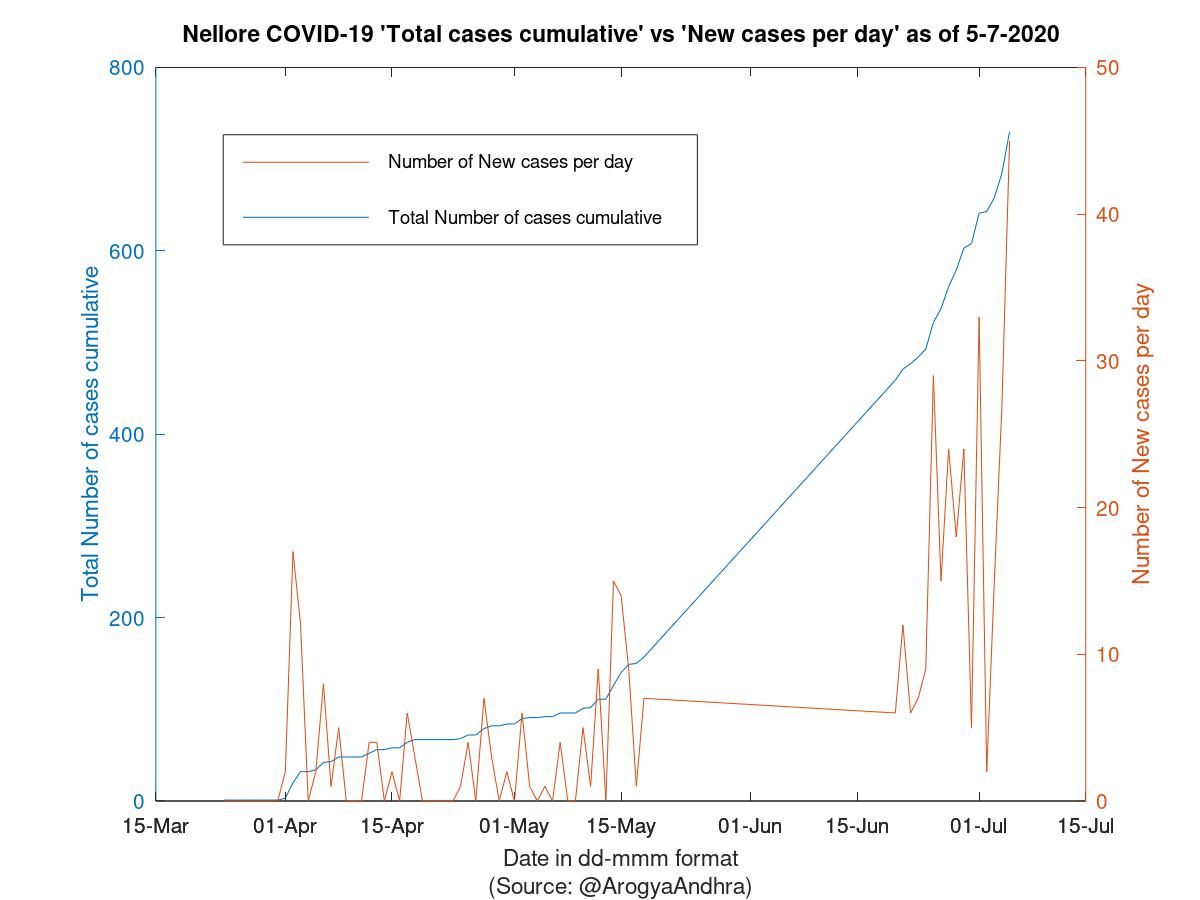 Nellore COVID-19 'Total cases cumulative' vs 'New cases per day' as of 5-7-2020
800
600
400
200
0
Total Number of cases cumulative
Number of New cases per day
Total Number of cases cumulative
50
40
30
20
10
0
Number of New cases per day
15-Mar 01-Apr 15-Apr 01-May 15-May 01-Jun 15-Jun 01-Jul 15-Jul
Date in dd-mmm format
(Source: @ArogyaAndhra)